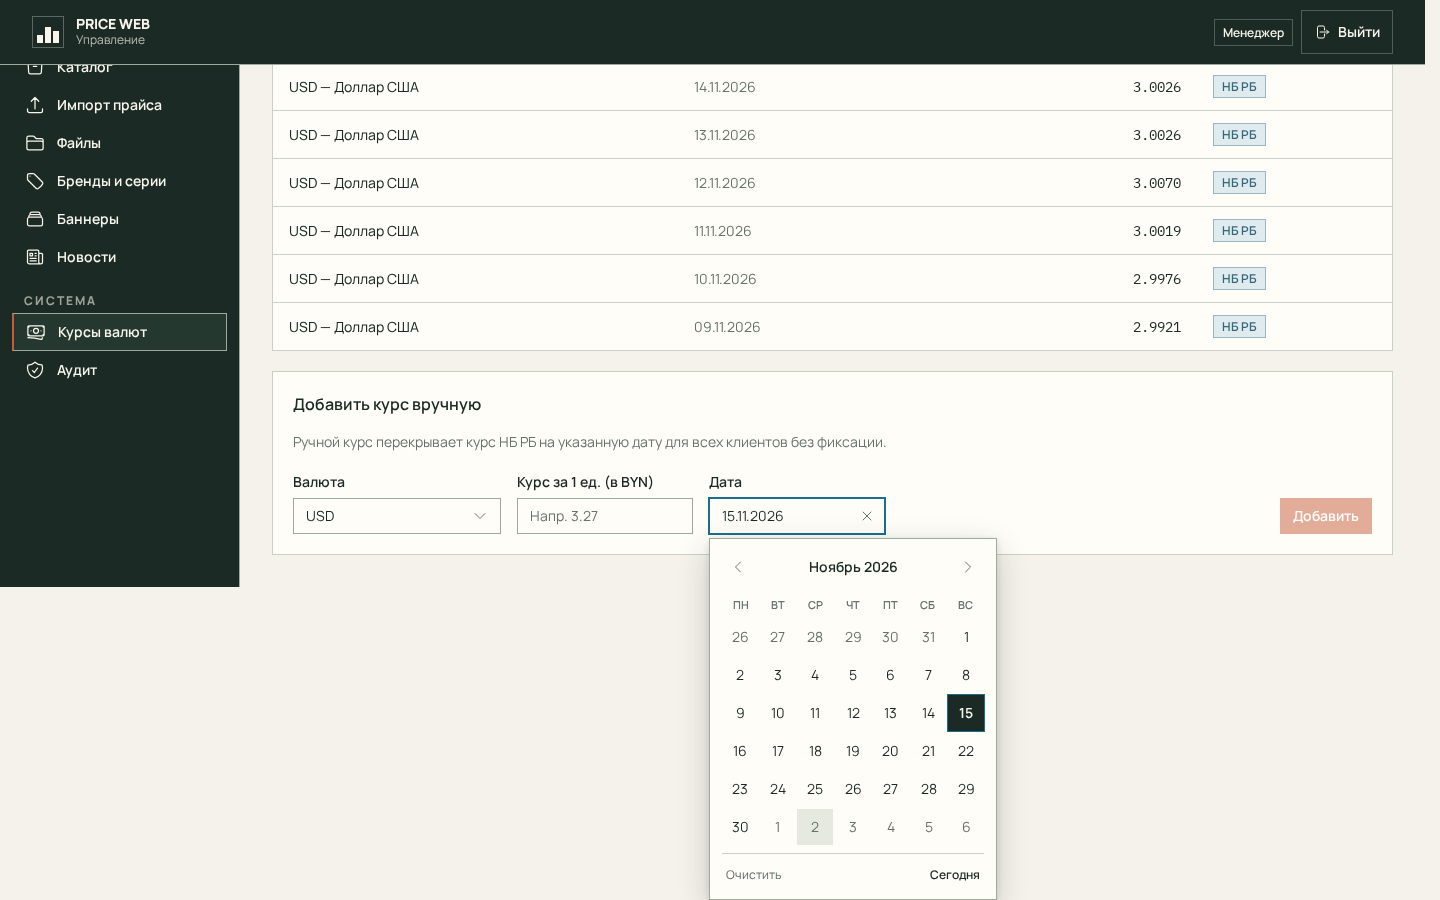 PRICE WEB
Управление
Менеджер
Выйти
Каталог
Импорт прайса
Файлы
Бренды и серии
Баннеры
Новости
СИСТЕМА
Курсы валют
Аудит
USD — Доллар США 14.11.2026 3.0026 НБ РБ
USD — Доллар США 13.11.2026 3.0026 НБ РБ
USD — Доллар США 12.11.2026 3.0070 НБ РБ
USD — Доллар США 11.11.2026 3.0019 НБ РБ
USD — Доллар США 10.11.2026 2.9976 НБ РБ
USD — Доллар США 09.11.2026 2.9921 НБ РБ
Добавить курс вручную
Ручной курс перекрывает курс НБ РБ на указанную дату для всех клиентов без фиксации.
Валюта Курс за 1 ед. (в BYN) Дата
USD Напр. 3.27 15.11.2026 Добавить
Ноябрь 2026
ПН ВТ СР ЧТ ПТ СБ ВС
26 27 28 29 30 31 1
2 3 4 5 6 7 8
9 10 11 12 13 14 15
16 17 18 19 20 21 22
23 24 25 26 27 28 29
30 1 2 3 4 5 6
Очистить Сегодня